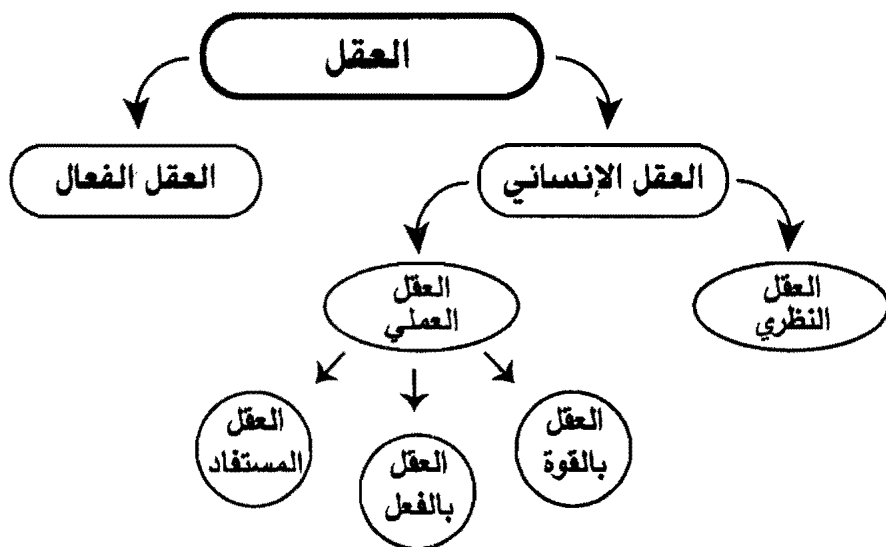 العقل
العقل الإنساني
العقل الفعال
العقل
النظري
العقل
العملي
العقل
بالقوة
العقل
بالفعل
العقل
المستفاد